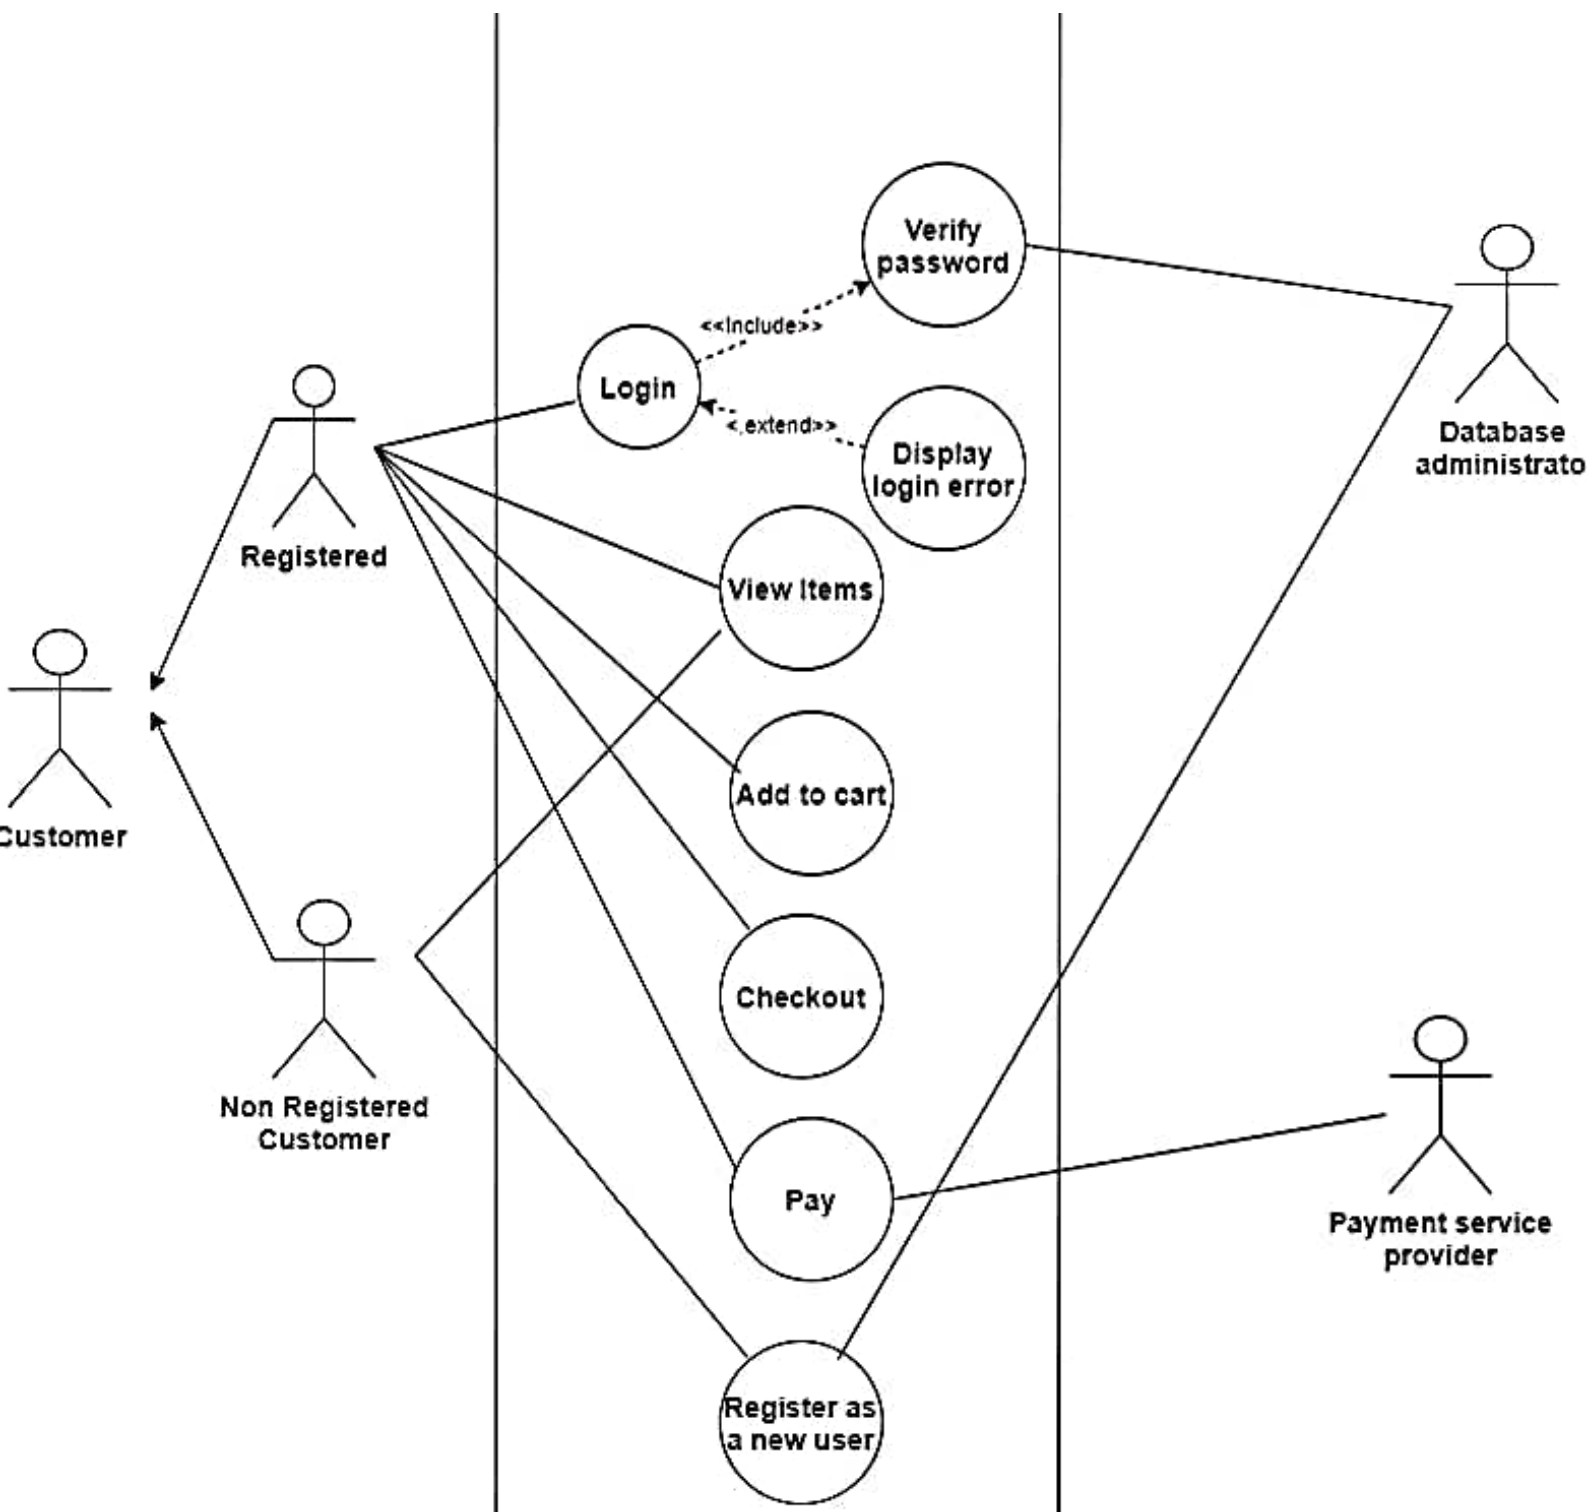 Verify
password
<<Include>>
Login
<,extend>>
Display
login error
Database
administrato
Registered
View Items
Customer
Add to cart
Checkout
Non Registered
Customer
Pay
Payment service
provider
Register as
a new user